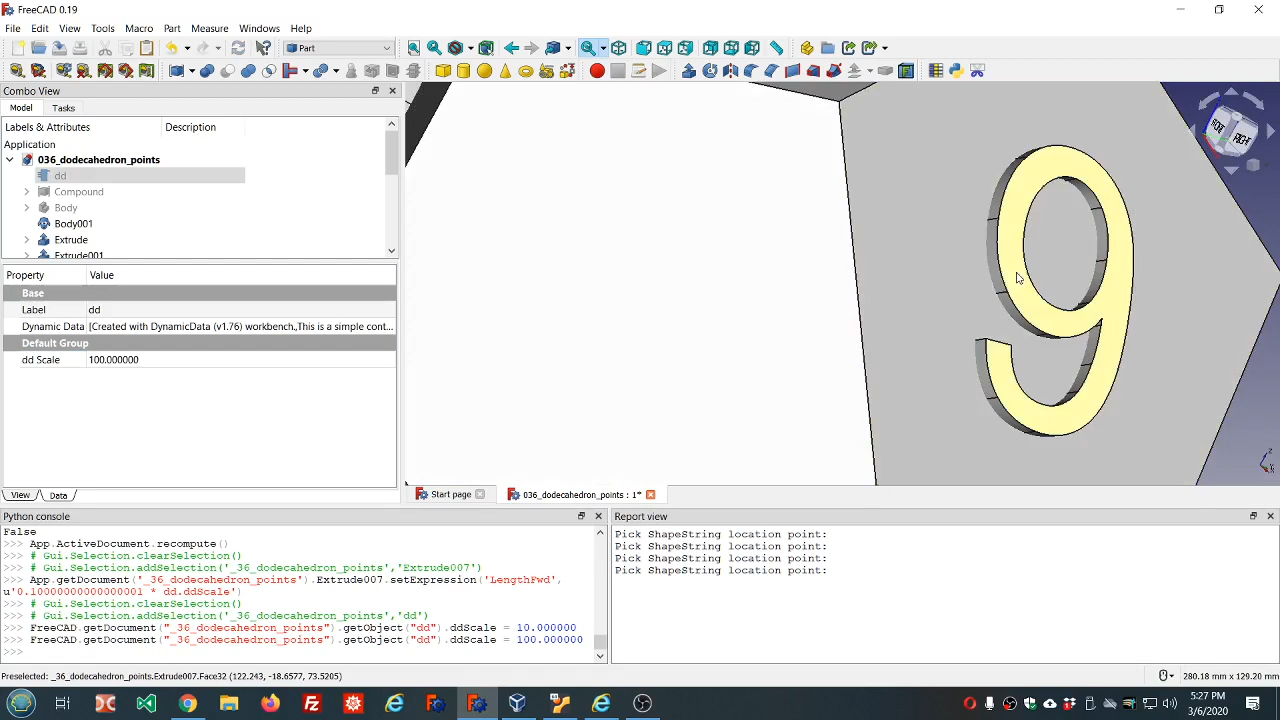 FreeCAD 0.19
File Edit View Tools Macro Part Measure Windows Help
Part
Combo View
Model Tasks
Labels & Attributes Description
Application
036_dodecahedron_points
dd
Compound
Body
Body001
Extrude
Extrude001
Property Value
Base
Label dd
Dynamic Data [Created with DynamicData (v1.76) workbench.,This is a simple cont...
Default Group
dd Scale 100.000000
View Data
9
Start page 036_dodecahedron_points : 1*
Python console
False
>>> App.ActiveDocument.recompute()
>>> # Gui.Selection.clearSelection()
>>> # Gui.Selection.addSelection('_36_dodecahedron_points','Extrude007')
>>> App.getDocument('_36_dodecahedron_points').Extrude007.setExpression('LengthFwd',
u'0.10000000000000001 * dd.ddScale')
>>> # Gui.Selection.clearSelection()
>>> # Gui.Selection.addSelection('_36_dodecahedron_points','dd')
>>> FreeCAD.getDocument("_36_dodecahedron_points").getObject("dd").ddScale = 10.000000
>>> FreeCAD.getDocument("_36_dodecahedron_points").getObject("dd").ddScale = 100.000000
>>>
Report view
Pick ShapeString location point:
Pick ShapeString location point:
Pick ShapeString location point:
Pick ShapeString location point:
Preselected: _36_dodecahedron_points.Extrude007.Face32 (122.243, -18.6577, 73.5205)
280.18 mm x 129.20 mm
5:27 PM
3/6/2020